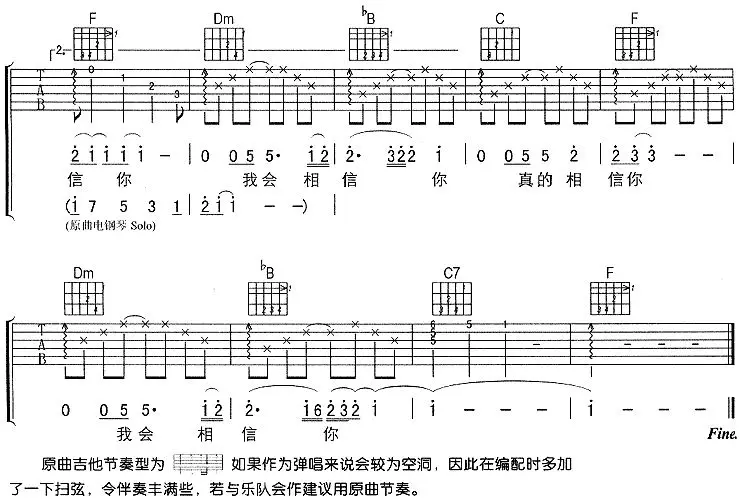 F Dm ♭B C F
2.
T A B 0 1 2 3
2̇ i̇ i̇ i̇ i̇ – | 0 0 5 5· i̇ 2̇ | 2̇· 3̇ 2̇ 2̇ i̇ | 0 0 5 5 2̇ | 2̇ 3̇ 3̇ – –
信 你 我 会 相 信 你 真 的 相 信 你
(i̇ 7 5 3 1 | 2̇ i̇ i̇ – –)
(原曲电钢琴 Solo)
Dm ♭B C7 F
T A B 6 5 5 5 1 – – – –
0 0 5 5· i̇ 2̇ | 2̇· i̇ 6 2̇ 3̇ 2̇ i̇ | i̇ – – – | i̇ – – –
我 会 相 信 你
Fine.
原曲吉他节奏型为 如果作为弹唱来说会较为空洞，因此在编配时多加
了一下扫弦，令伴奏丰满些，若与乐队会作建议用原曲节奏。